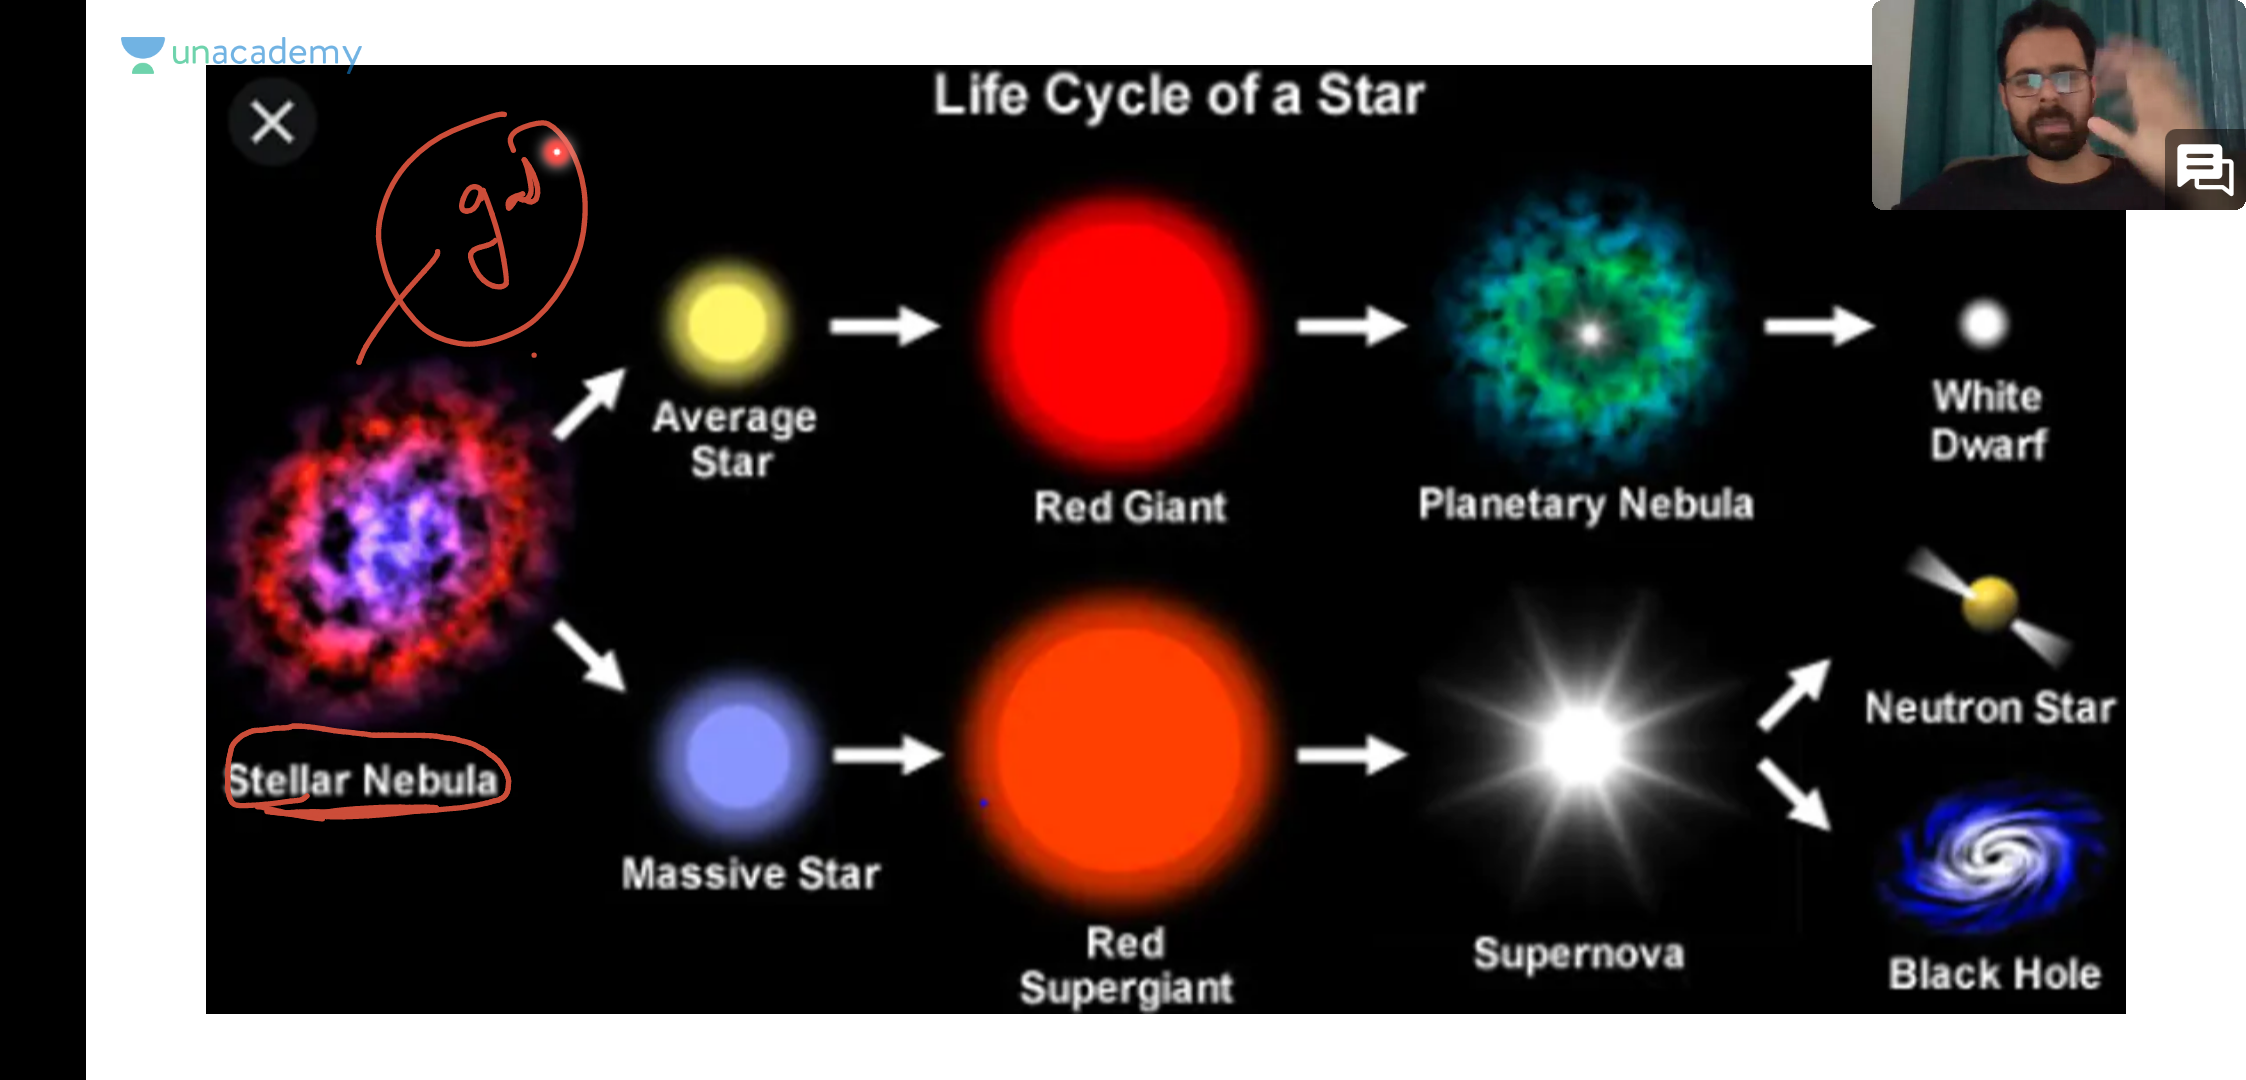 unacademy
Life Cycle of a Star
gas
Average
Star
Red Giant
Planetary Nebula
White
Dwarf
Stellar Nebula
Massive Star
Red
Supergiant
Supernova
Neutron Star
Black Hole